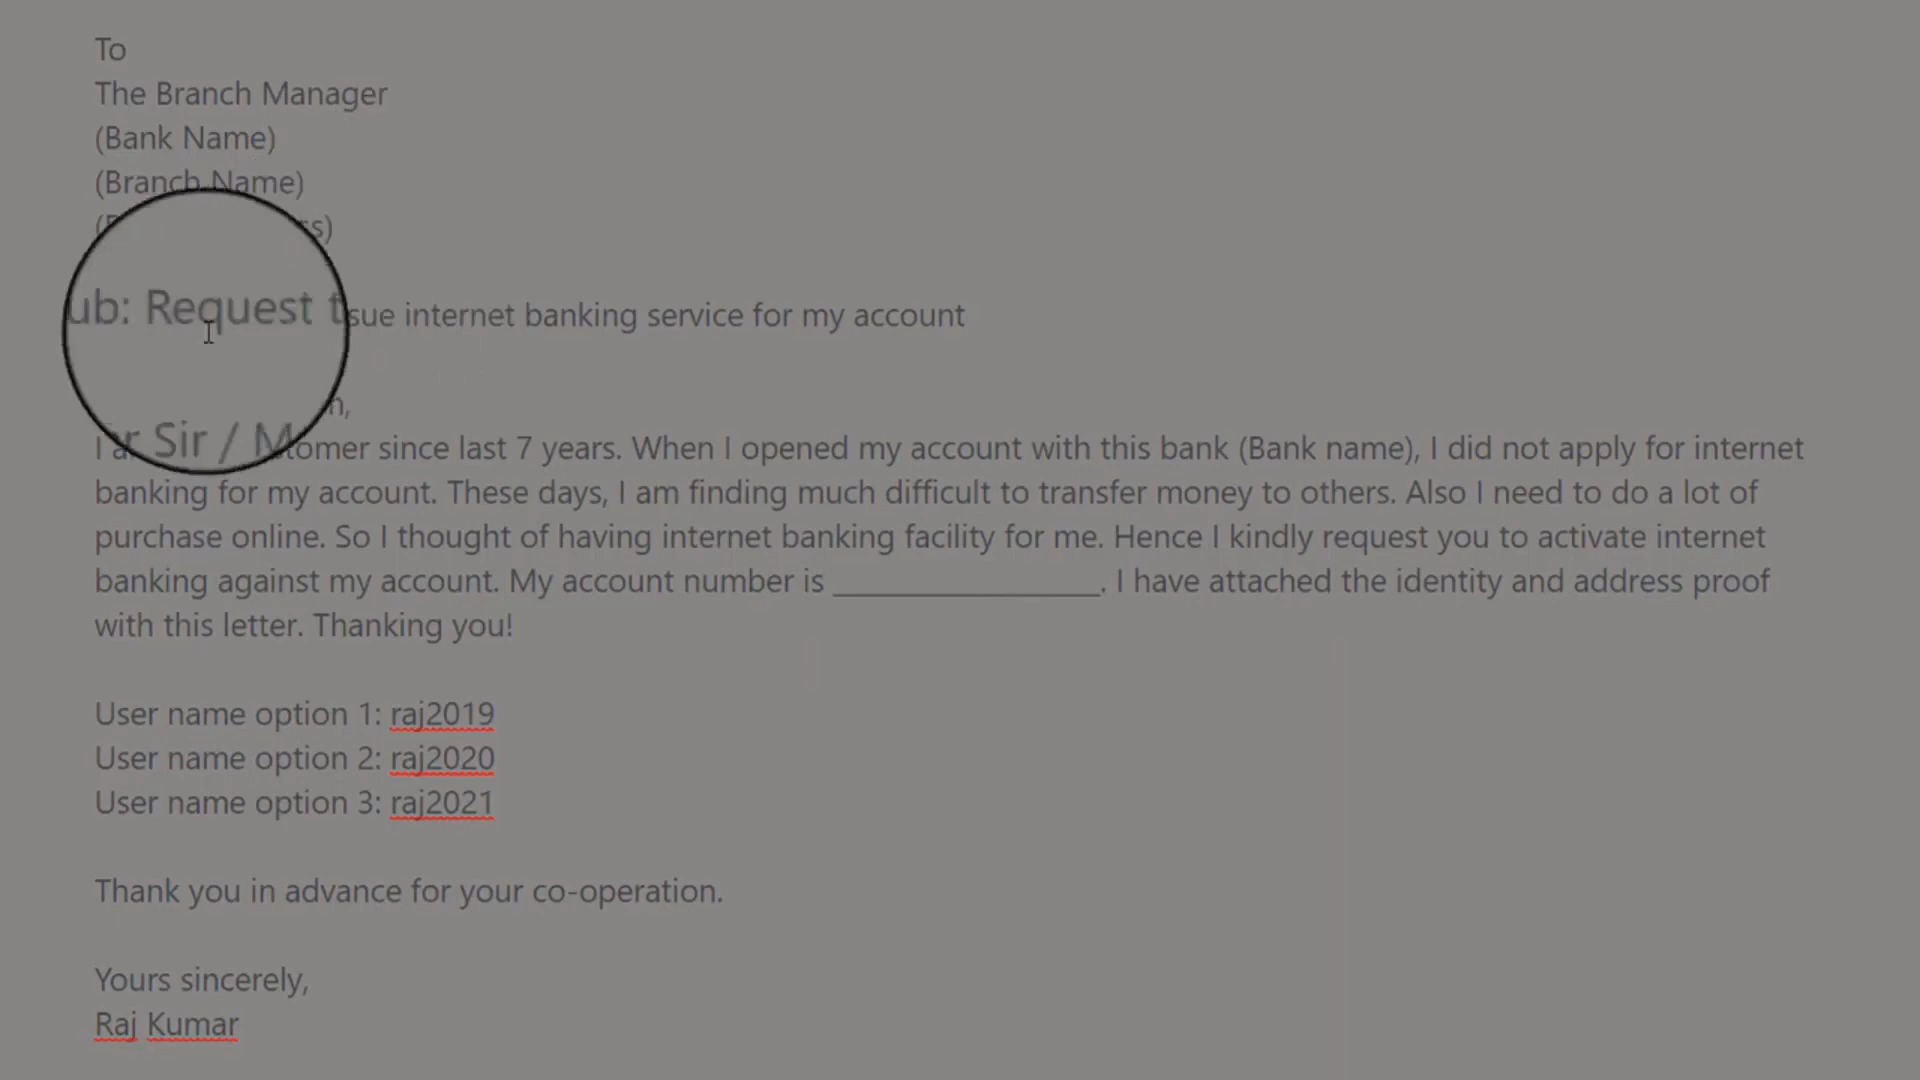 To
The Branch Manager
(Bank Name)
(Branch Name)
ub: Request t sue internet banking service for my account
Sir /
I tomer since last 7 years. When I opened my account with this bank (Bank name), I did not apply for internet
banking for my account. These days, I am finding much difficult to transfer money to others. Also I need to do a lot of
purchase online. So I thought of having internet banking facility for me. Hence I kindly request you to activate internet
banking against my account. My account number is ________________. I have attached the identity and address proof
with this letter. Thanking you!
User name option 1: raj2019
User name option 2: raj2020
User name option 3: raj2021
Thank you in advance for your co-operation.
Yours sincerely,
Raj Kumar